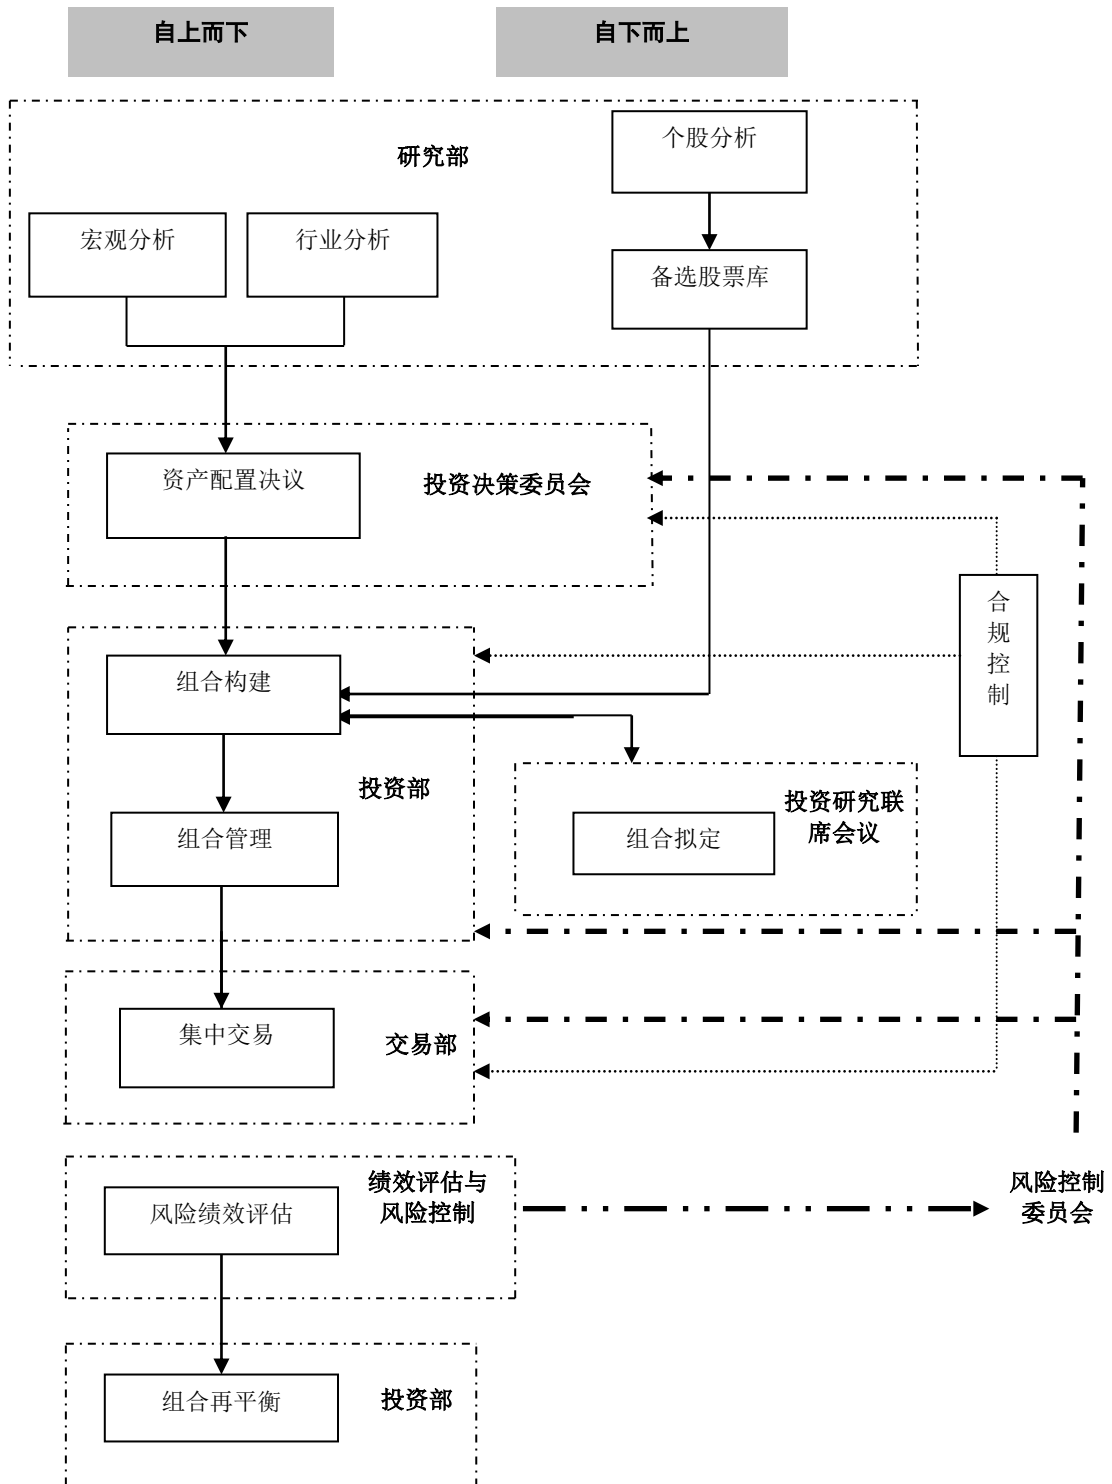 自上而下
自下而上
研究部
个股分析
宏观分析
行业分析
备选股票库
资产配置决议
投资决策委员会
合
规
控
制
组合构建
投资部
投资研究联
席会议
组合管理
组合拟定
集中交易
交易部
绩效评估与
风险控制
风险绩效评估
风险控制
委员会
组合再平衡
投资部